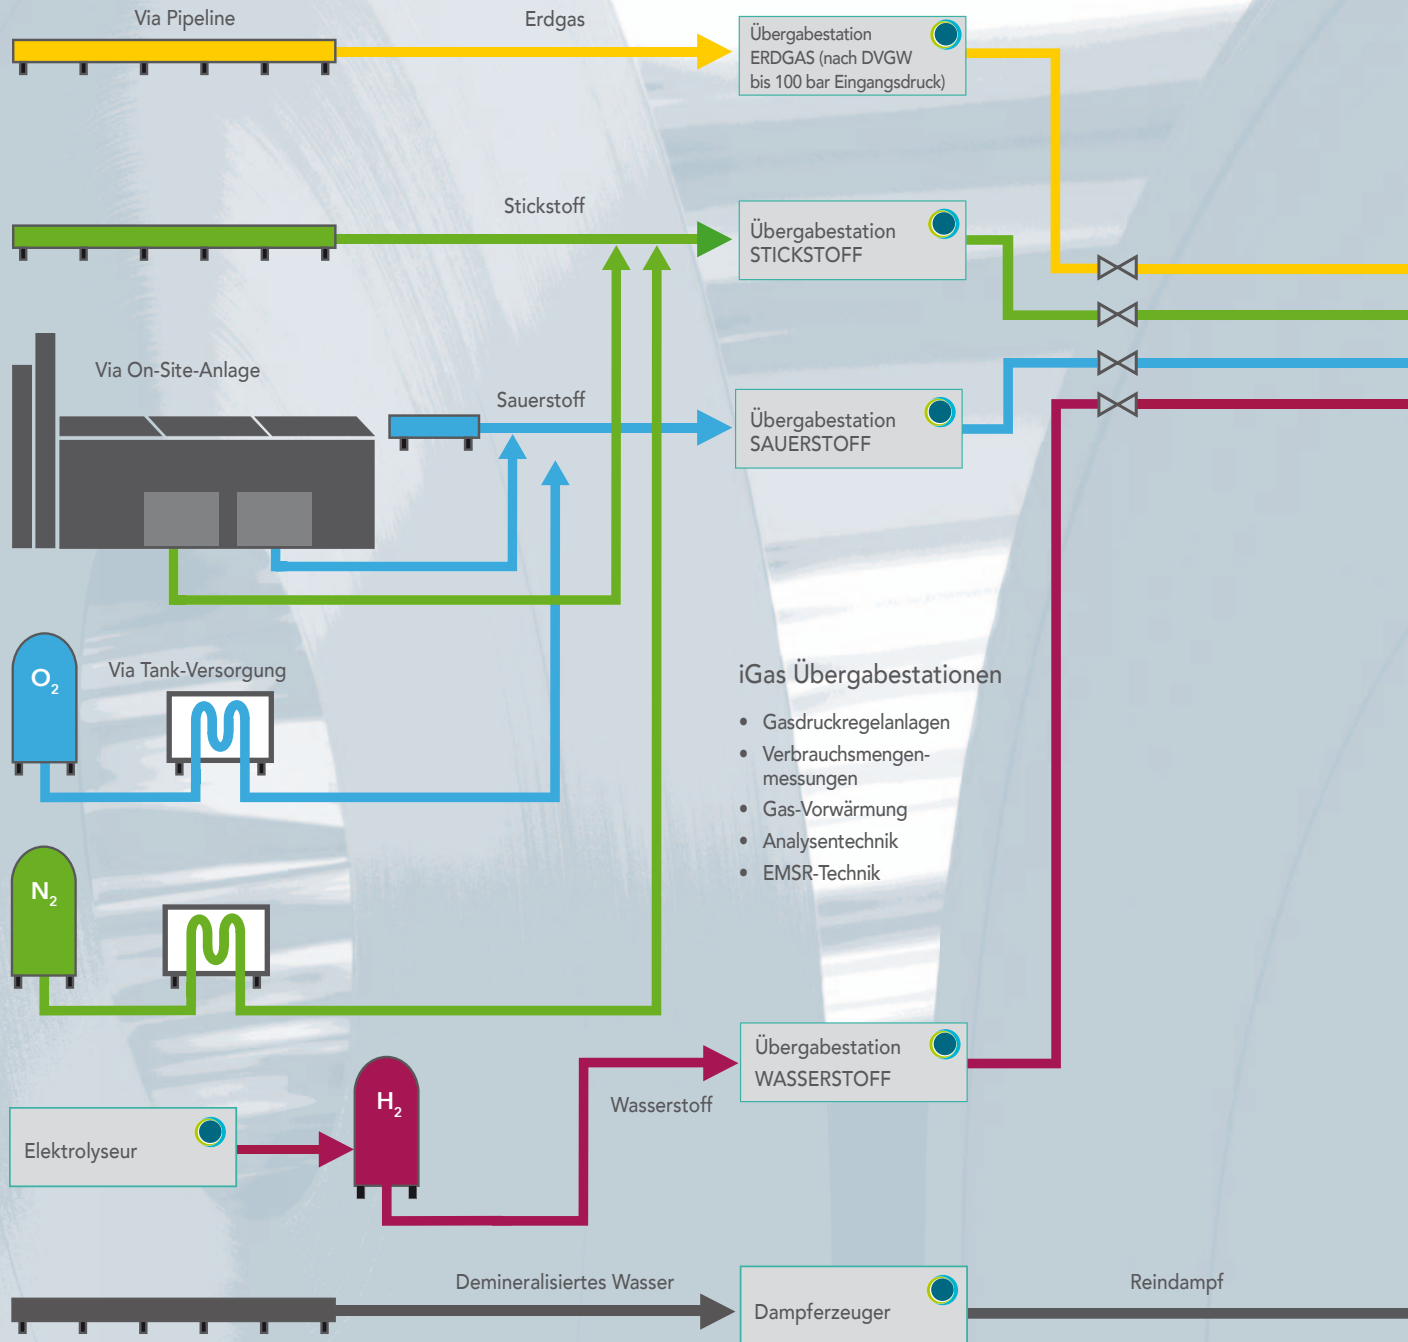 Via Pipeline
Erdgas
Übergabestation
ERDGAS (nach DVGW
bis 100 bar Eingangsdruck)
Stickstoff
Übergabestation
STICKSTOFF
Via On-Site-Anlage
Sauerstoff
Übergabestation
SAUERSTOFF
O₂
Via Tank-Versorgung
iGas Übergabestationen
• Gasdruckregelanlagen
• Verbrauchsmengen-
messungen
• Gas-Vorwärmung
• Analysentechnik
• EMSR-Technik
N₂
Übergabestation
WASSERSTOFF
H₂
Wasserstoff
Elektrolyseur
Demineralisiertes Wasser
Dampferzeuger
Reindampf